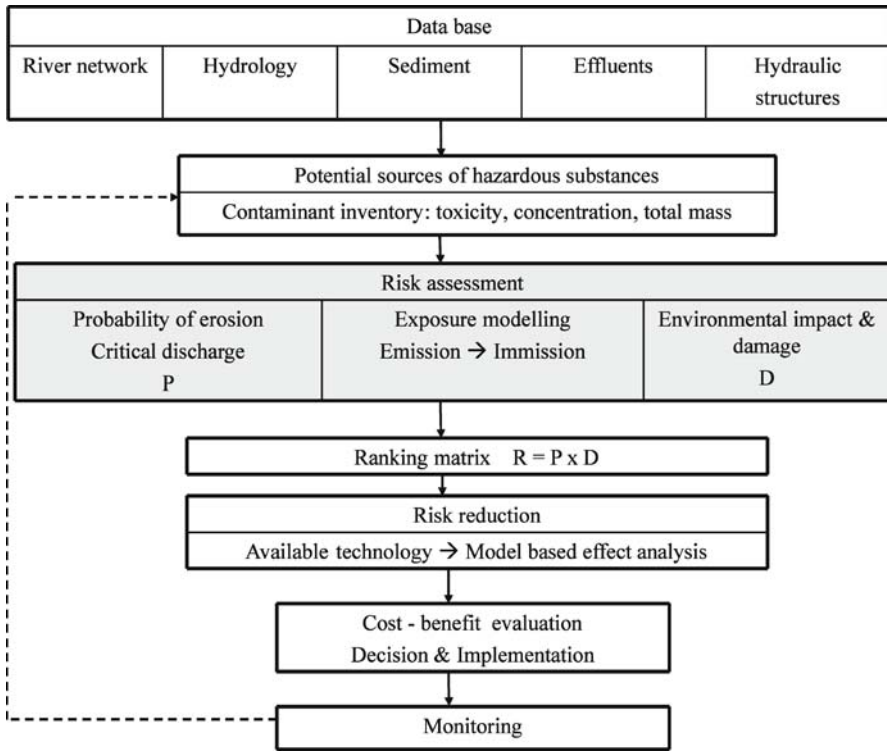 Data base
River network
Hydrology
Sediment
Effluents
Hydraulic
structures
Potential sources of hazardous substances
Contaminant inventory: toxicity, concentration, total mass
Risk assessment
Probability of erosion
Critical discharge
P
Exposure modelling
Emission → Immission
Environmental impact &
damage
D
Ranking matrix R = P x D
Risk reduction
Available technology → Model based effect analysis
Cost - benefit evaluation
Decision & Implementation
Monitoring